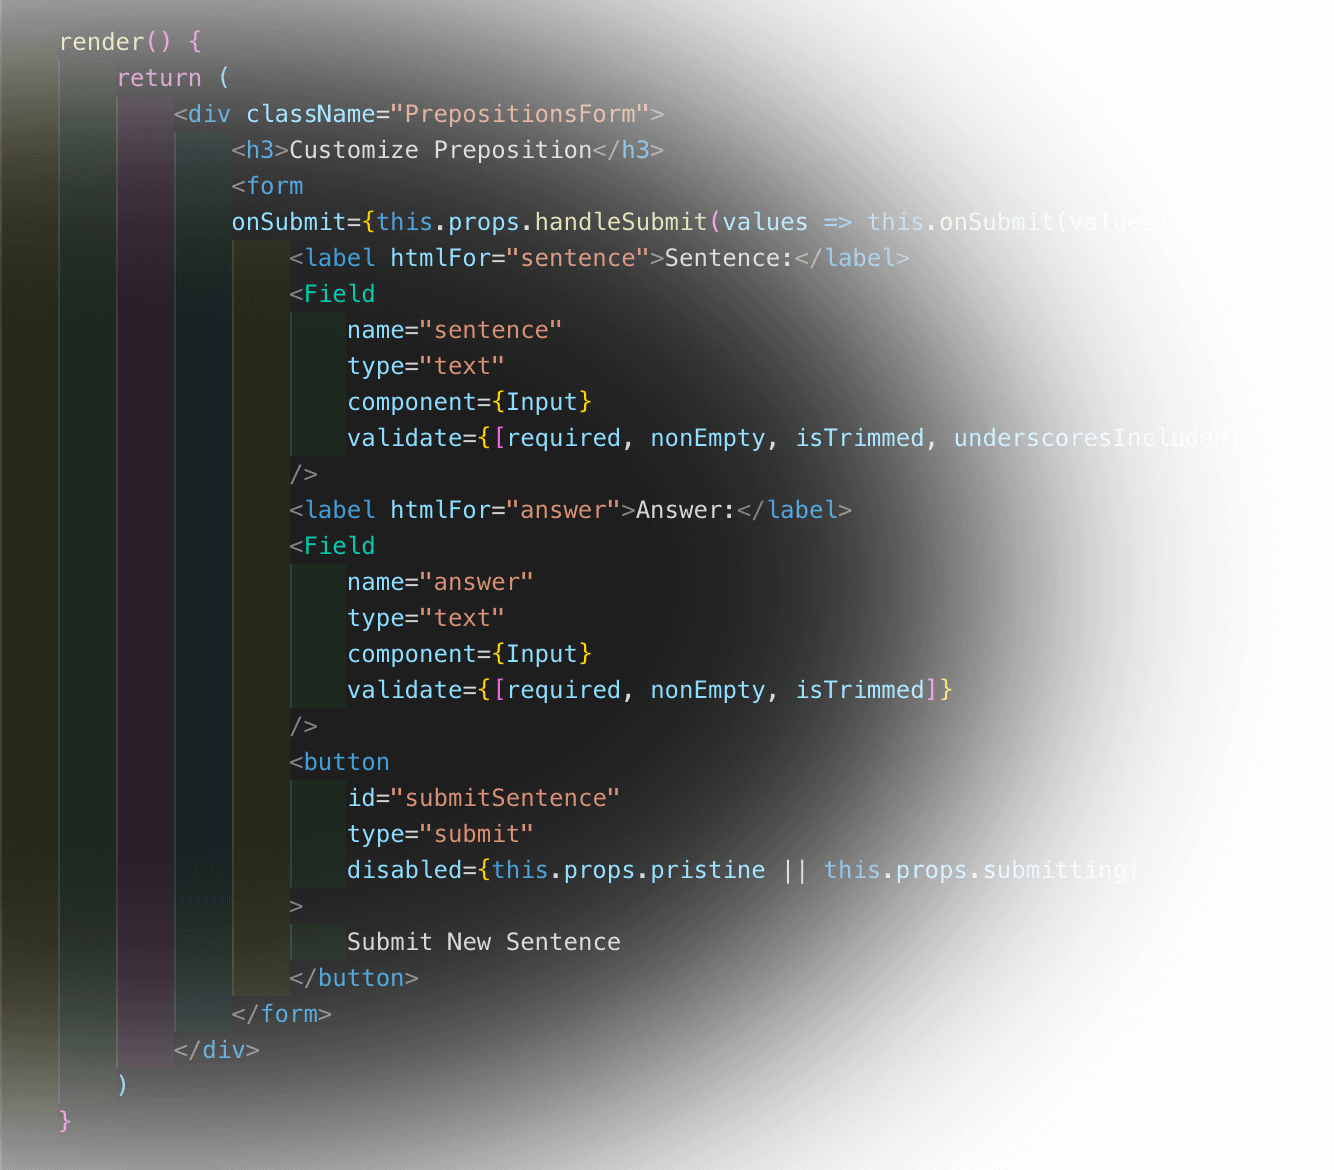 render() {
return (
<div className="PrepositionsForm">
<h3>Customize Preposition</h3>
<form
onSubmit={this.props.handleSubmit(values => this.onSubmit(values)
<label htmlFor="sentence">Sentence:</label>
<Field
name="sentence"
type="text"
component={Input}
validate={[required, nonEmpty, isTrimmed, underscoresIncluded
/>
<label htmlFor="answer">Answer:</label>
<Field
name="answer"
type="text"
component={Input}
validate={[required, nonEmpty, isTrimmed]}
/>
<button
id="submitSentence"
type="submit"
disabled={this.props.pristine || this.props.submitting}
>
Submit New Sentence
</button>
</form>
</div>
)
}